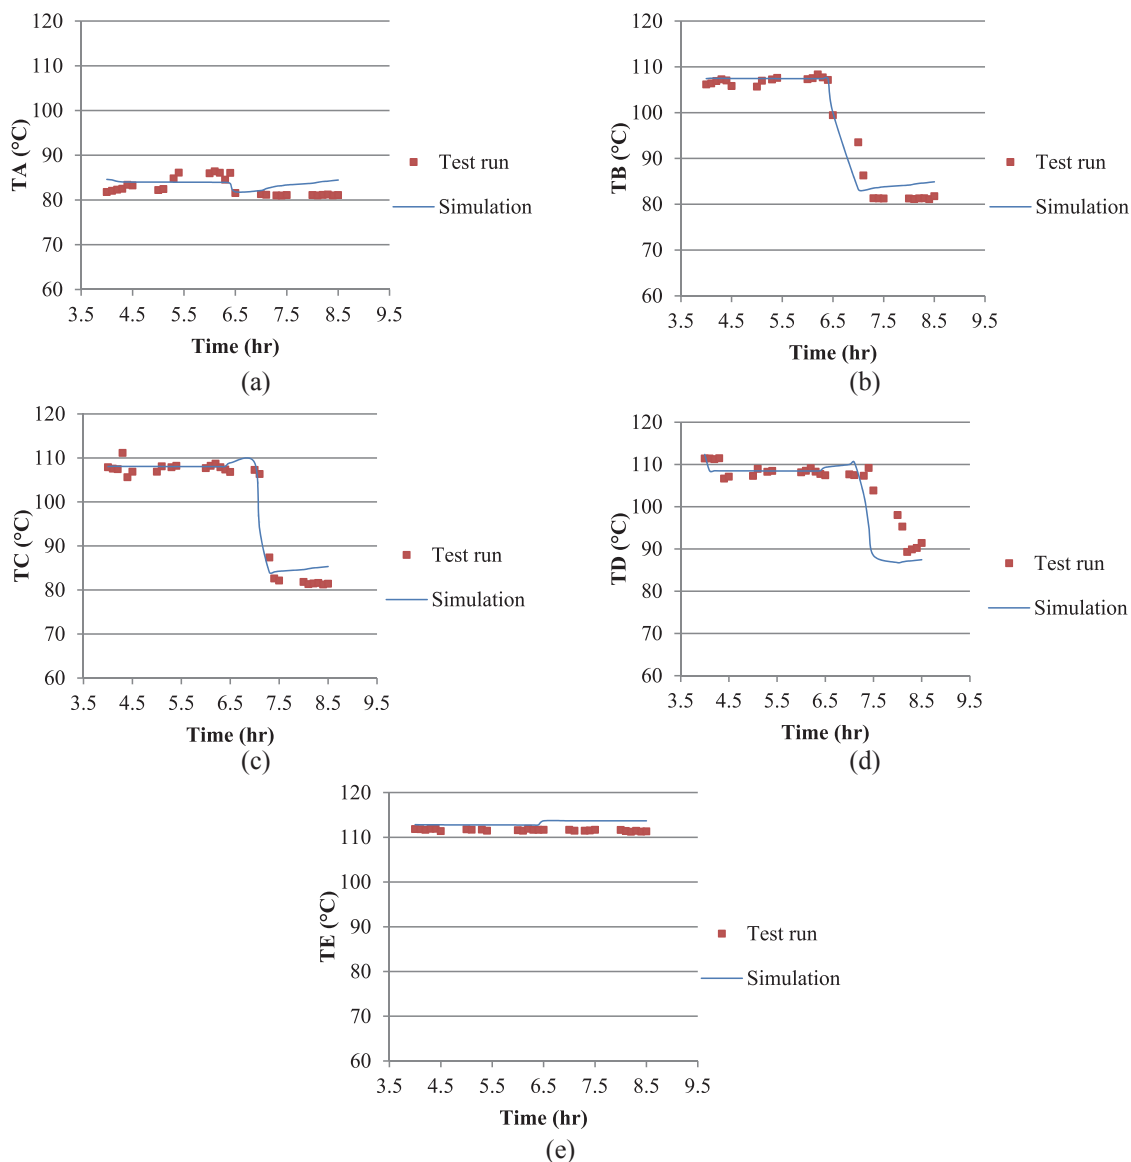 120
110
100
90
80
70
60
TA (°C)
3.5 4.5 5.5 6.5 7.5 8.5 9.5
Time (hr)
Test run
Simulation
(a)
120
110
100
90
80
70
60
TB (°C)
3.5 4.5 5.5 6.5 7.5 8.5 9.5
Time (hr)
Test run
Simulation
(b)
120
110
100
90
80
70
60
TC (°C)
3.5 4.5 5.5 6.5 7.5 8.5 9.5
Time (hr)
Test run
Simulation
(c)
120
110
100
90
80
70
60
TD (°C)
3.5 4.5 5.5 6.5 7.5 8.5 9.5
Time (hr)
Test run
Simulation
(d)
120
110
100
90
80
70
60
TE (°C)
3.5 4.5 5.5 6.5 7.5 8.5 9.5
Time (hr)
Test run
Simulation
(e)